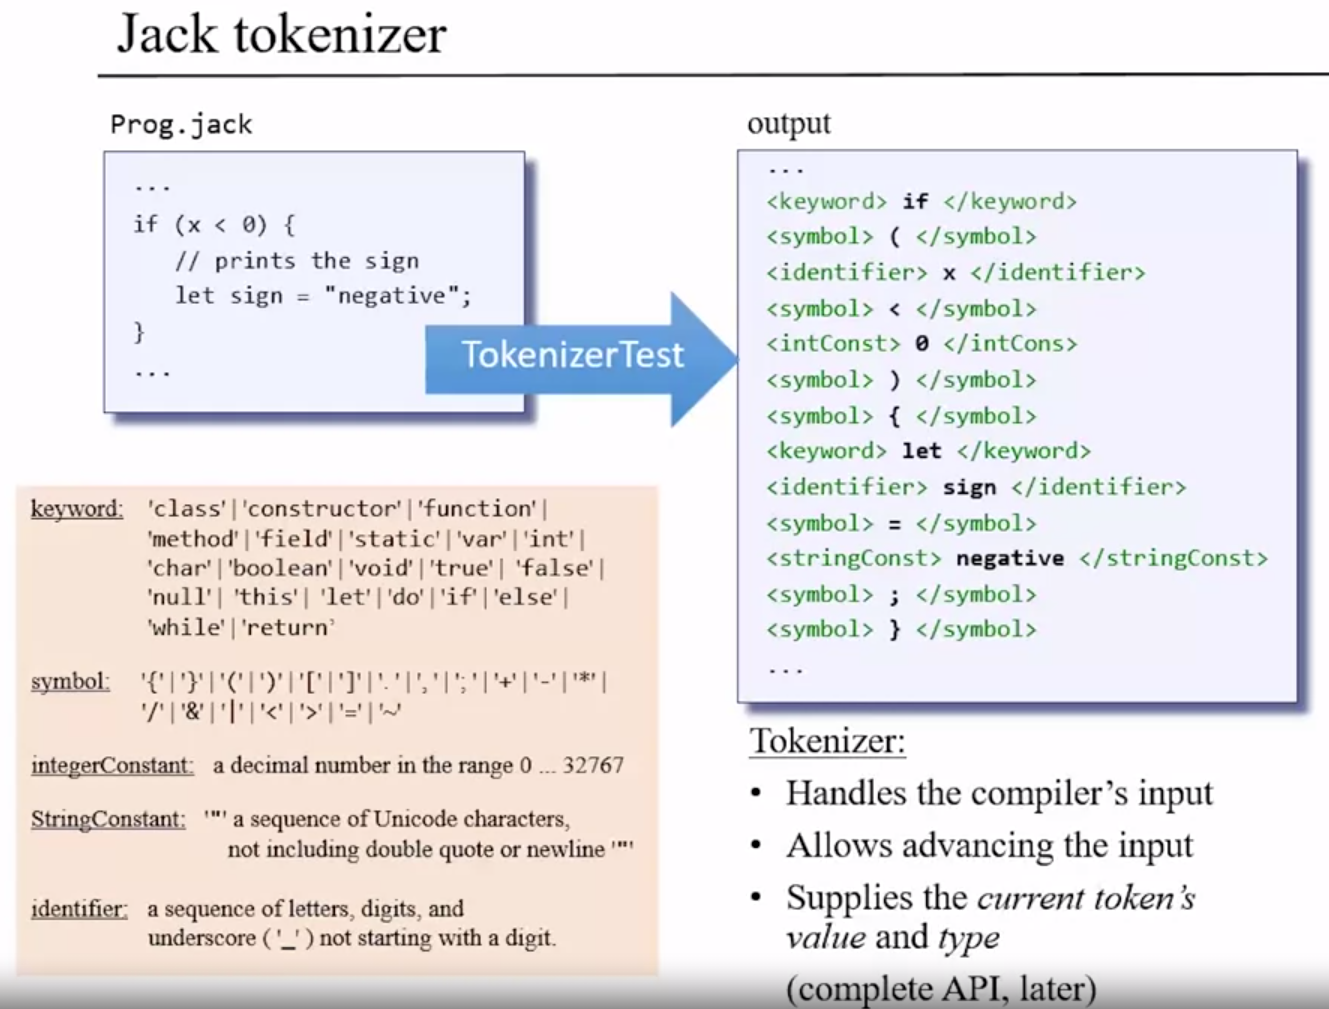 Jack tokenizer
Prog.jack
...
if (x < 0) {
// prints the sign
let sign = "negative";
}
...
TokenizerTest
output
...
<keyword> if </keyword>
<symbol> ( </symbol>
<identifier> x </identifier>
<symbol> < </symbol>
<intConst> 0 </intCons>
<symbol> ) </symbol>
<symbol> { </symbol>
<keyword> let </keyword>
<identifier> sign </identifier>
<symbol> = </symbol>
<stringConst> negative </stringConst>
<symbol> ; </symbol>
<symbol> } </symbol>
...
keyword: 'class'|'constructor'|'function'|
'method'|'field'|'static'|'var'|'int'|
'char'|'boolean'|'void'|'true'| 'false'|
'null'| 'this'| 'let'|'do'|'if'|'else'|
'while'|'return’
symbol: '{'|'}'|'('|')'|'['|']'|'.'|','|';'|'+'|'-'|'*'|
'/'|'&'|'|'|'<'|'>'|'='|'~'
integerConstant: a decimal number in the range 0 ... 32767
StringConstant: '"' a sequence of Unicode characters,
not including double quote or newline '"'
identifier: a sequence of letters, digits, and
underscore ( '_' ) not starting with a digit.
Tokenizer:
• Handles the compiler’s input
• Allows advancing the input
• Supplies the current token’s
value and type
(complete API, later)